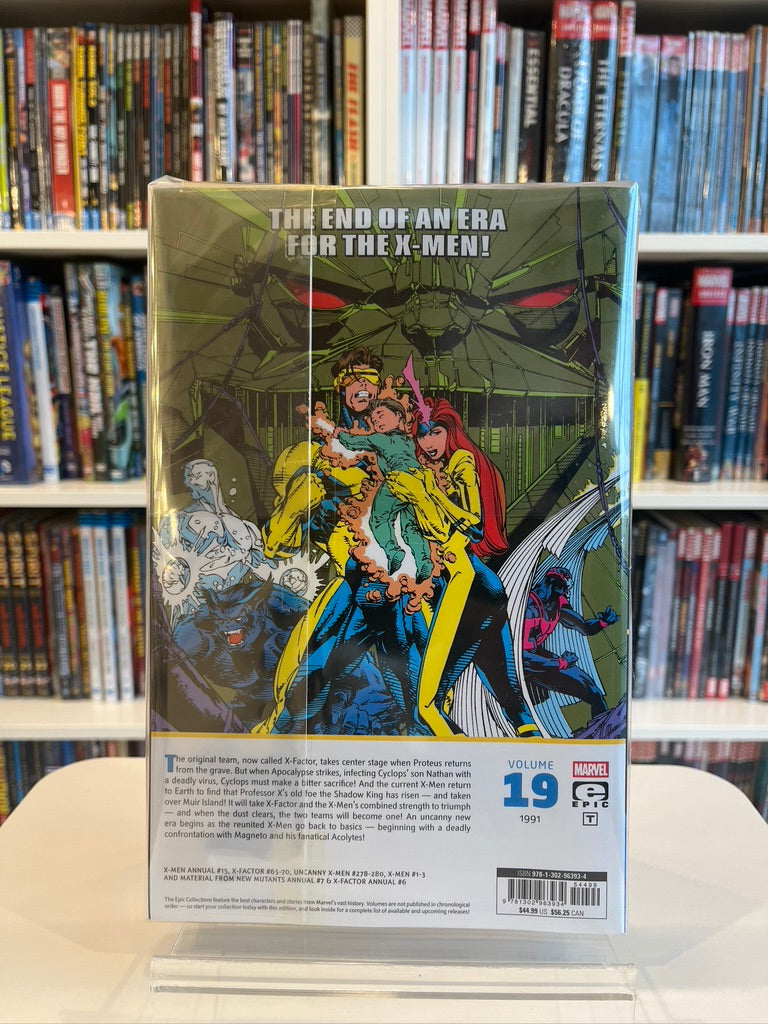 THE FLASH
ESSENTIAL
DRACULA
THE ETERNALS
MARVEL
IRON MAN
THE END OF AN ERA
FOR THE X-MEN!
The original team, now called X-Factor, takes center stage when Proteus returns
from the grave. But when Apocalypse strikes, infecting Cyclops' son Nathan with
a deadly virus, Cyclops must make a bitter sacrifice! And the current X-Men return
to Earth to find that Professor X's old foe the Shadow King has risen — and taken
over Muir Island! It will take X-Factor and the X-Men's combined strength to triumph
— and when the dust clears, the two teams will become one! An uncanny new
era begins as the reunited X-Men go back to basics — beginning with a deadly
confrontation with Magneto and his fanatical Acolytes!
X-MEN ANNUAL #15, X-FACTOR #65-70, UNCANNY X-MEN #278-280, X-MEN #1-3
AND MATERIAL FROM NEW MUTANTS ANNUAL #7 & X-FACTOR ANNUAL #6
The Epic Collections feature the best characters and stories from Marvel's vast history. Volumes are not published in chronological
order — so start your collection today with this edition, and look inside for a complete list of available and upcoming releases!
VOLUME
19
1991
MARVEL
e
EPIC
T
ISBN 978-1-302-96393-4
54499
9 781302 963934
$44.99 US $56.25 CAN